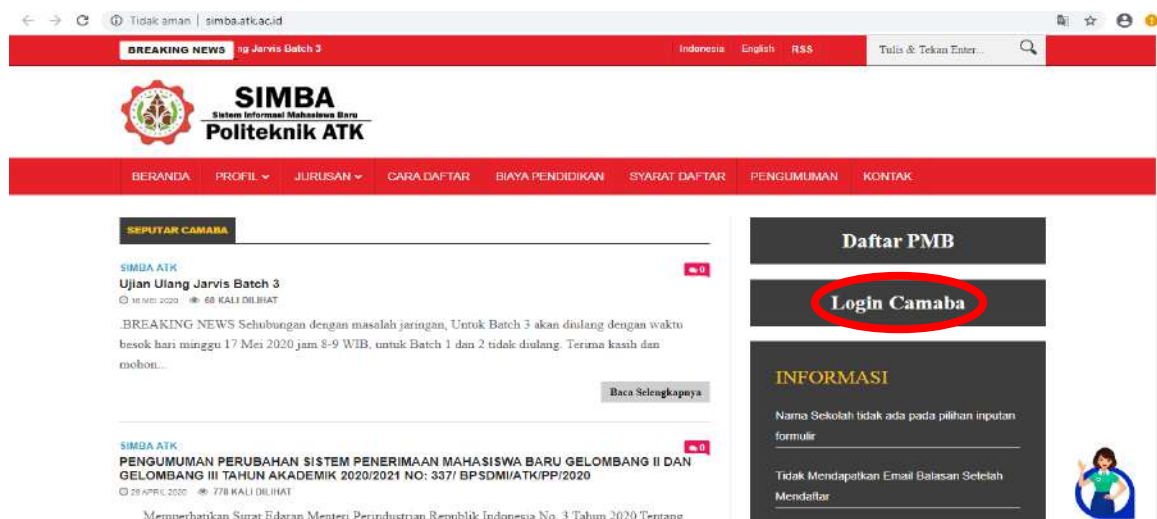 Tidak aman | simba.atk.ac.id
BREAKING NEWS ng Jarvis Batch 3 Indonesia English RSS Tulis & Tekan Enter...
SIMBA
Sistem Informasi Mahasiswa Baru
Politeknik ATK
BERANDA PROFIL JURUSAN CARA DAFTAR BIAYA PENDIDIKAN SYARAT DAFTAR PENGUMUMAN KONTAK
SEPUTAR CAMABA
SIMBA ATK 0
Ujian Ulang Jarvis Batch 3
16 MEI 2020 68 KALI DILIHAT
.BREAKING NEWS Sehubungan dengan masalah jaringan, Untuk Batch 3 akan diulang dengan waktu
besok hari minggu 17 Mei 2020 jam 8-9 WIB, untuk Batch 1 dan 2 tidak diulang. Terima kasih dan
mohon...
Baca Selengkapnya
SIMBA ATK 0
PENGUMUMAN PERUBAHAN SISTEM PENERIMAAN MAHASISWA BARU GELOMBANG II DAN
GELOMBANG III TAHUN AKADEMIK 2020/2021 NO: 337/ BPSDMI/ATK/PP/2020
APRIL 2020 778 KALI DILIHAT
Memperhatikan Surat Edaran Menteri Perindustrian Republik Indonesia No. 3 Tahun 2020 Tentang
Daftar PMB
Login Camaba
INFORMASI
Nama Sekolah tidak ada pada pilihan inputan
formulir
Tidak Mendapatkan Email Balasan Setelah
Mendaftar